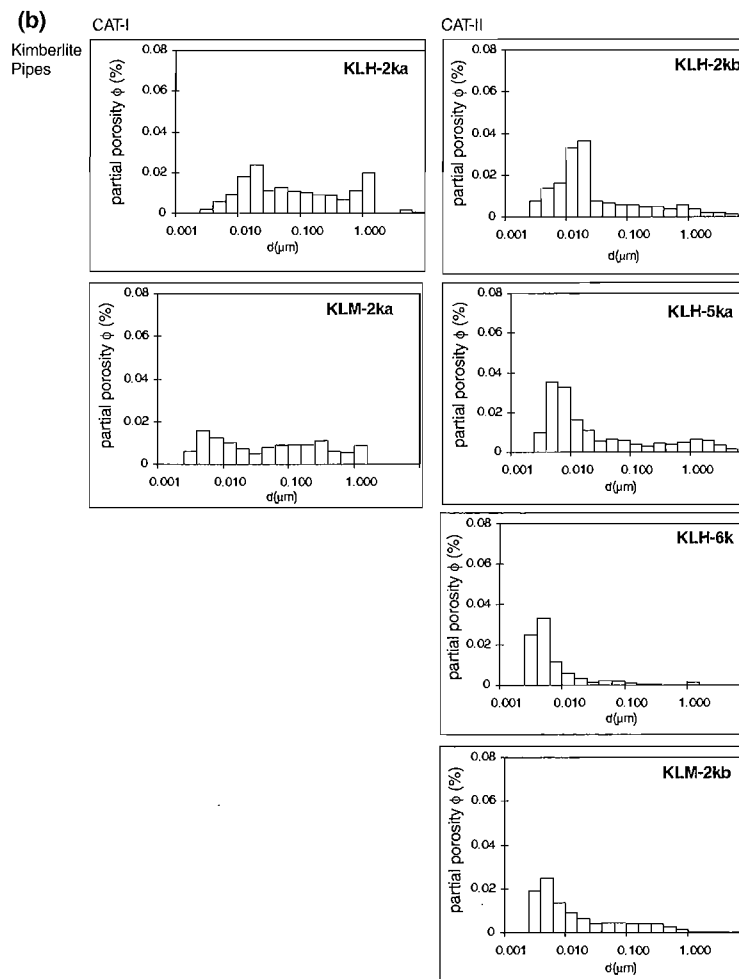 (b)
CAT-I
CAT-II
Kimberlite
Pipes
KLH-2ka
partial porosity ϕ (%)
0.08
0.06
0.04
0.02
0
0.001
0.010
0.100
1.000
d(µm)
KLH-2kb
partial porosity ϕ (%)
0.08
0.06
0.04
0.02
0
0.001
0.010
0.100
1.000
d(µm)
KLM-2ka
partial porosity ϕ (%)
0.08
0.06
0.04
0.02
0
0.001
0.010
0.100
1.000
d(µm)
KLH-5ka
partial porosity ϕ (%)
0.08
0.06
0.04
0.02
0
0.001
0.010
0.100
1.000
d(µm)
KLH-6k
partial porosity ϕ (%)
0.08
0.06
0.04
0.02
0
0.001
0.010
0.100
1.000
d(µm)
KLM-2kb
partial porosity ϕ (%)
0.08
0.06
0.04
0.02
0
0.001
0.010
0.100
1.000
d(µm)